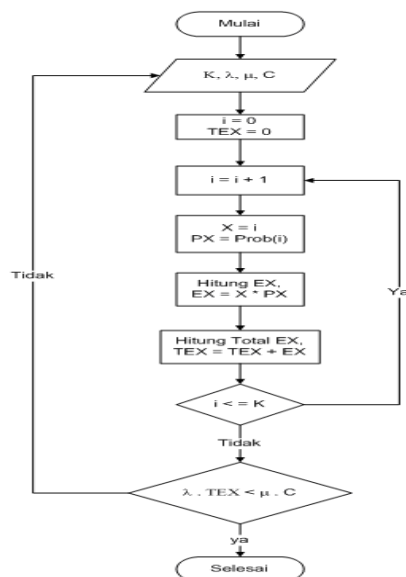 Mulai
K, λ, μ, C
i = 0
TEX = 0
i = i + 1
X = i
PX = Prob(i)
Tidak
Ya
Hitung EX,
EX = X * PX
Hitung Total EX,
TEX = TEX + EX
i < = K
Tidak
λ . TEX < μ . C
ya
Selesai